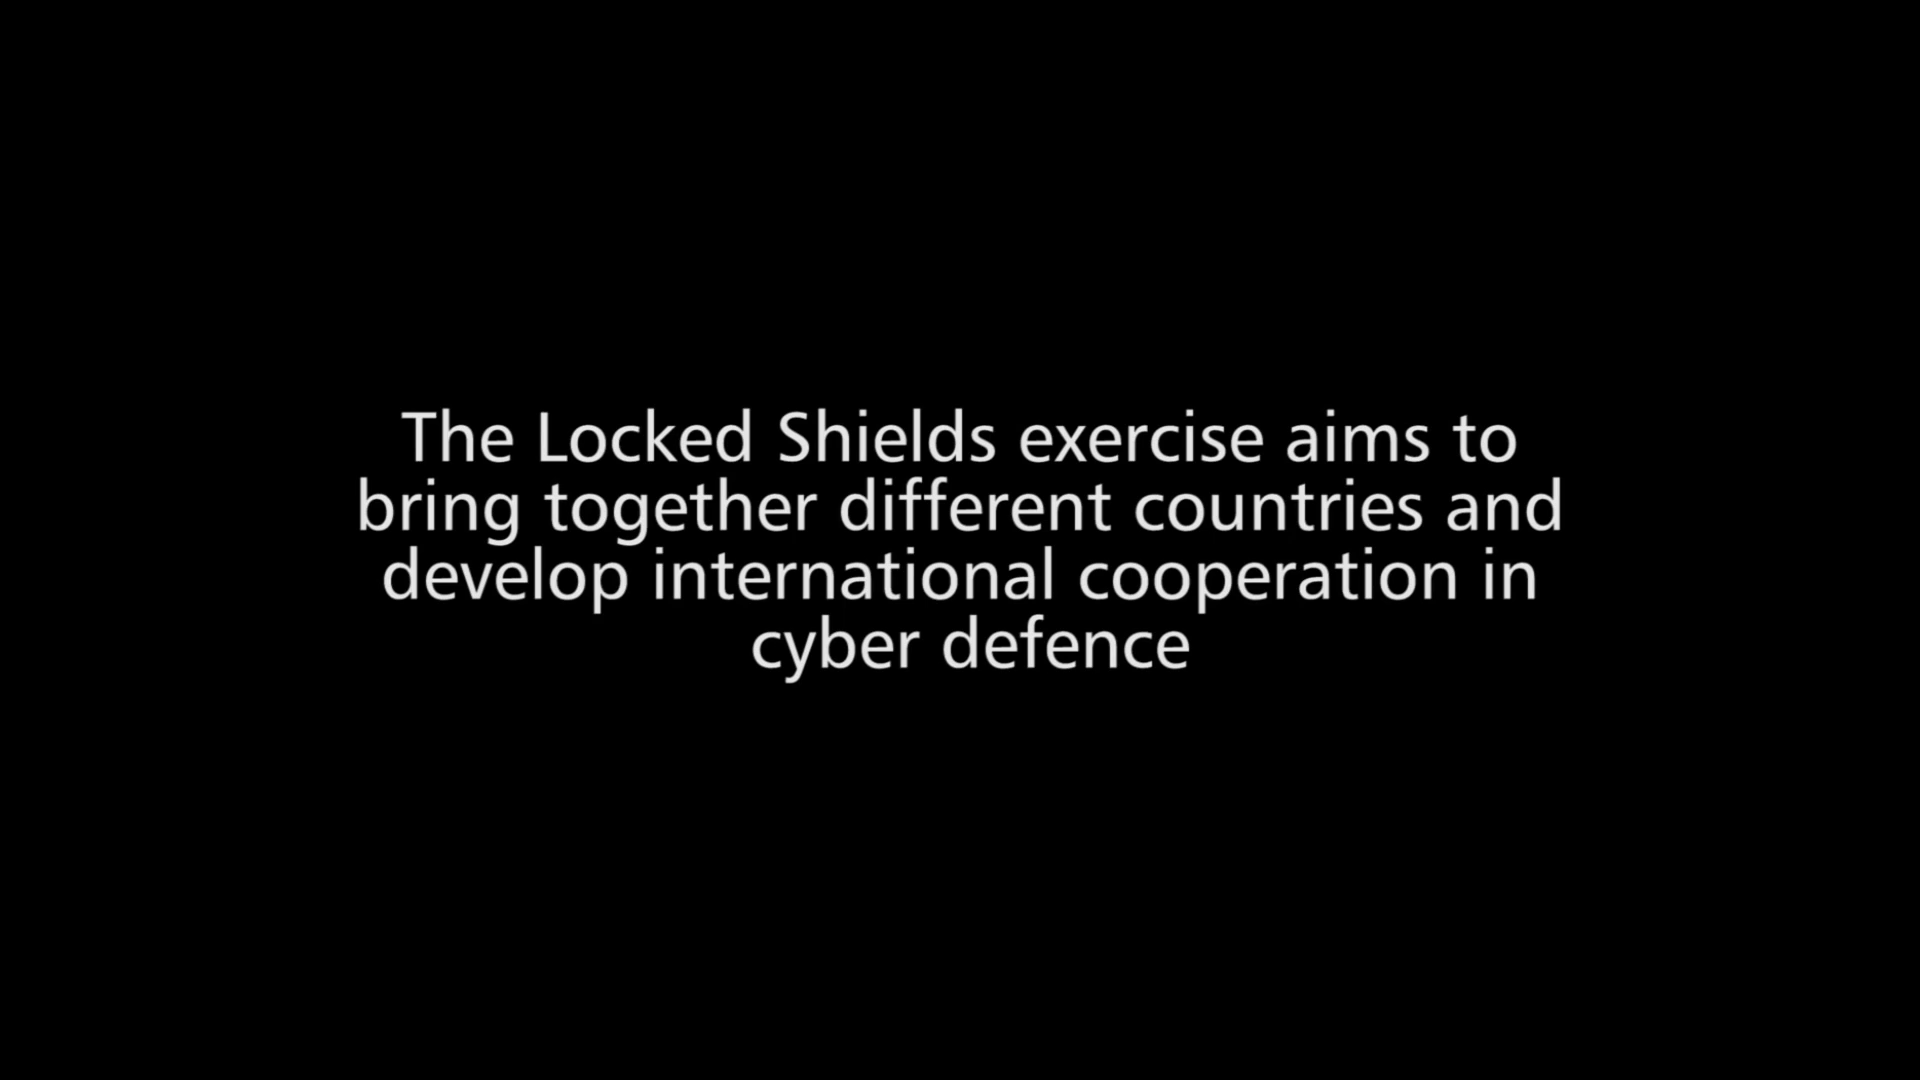 The Locked Shields exercise aims to
bring together different countries and
develop international cooperation in
cyber defence